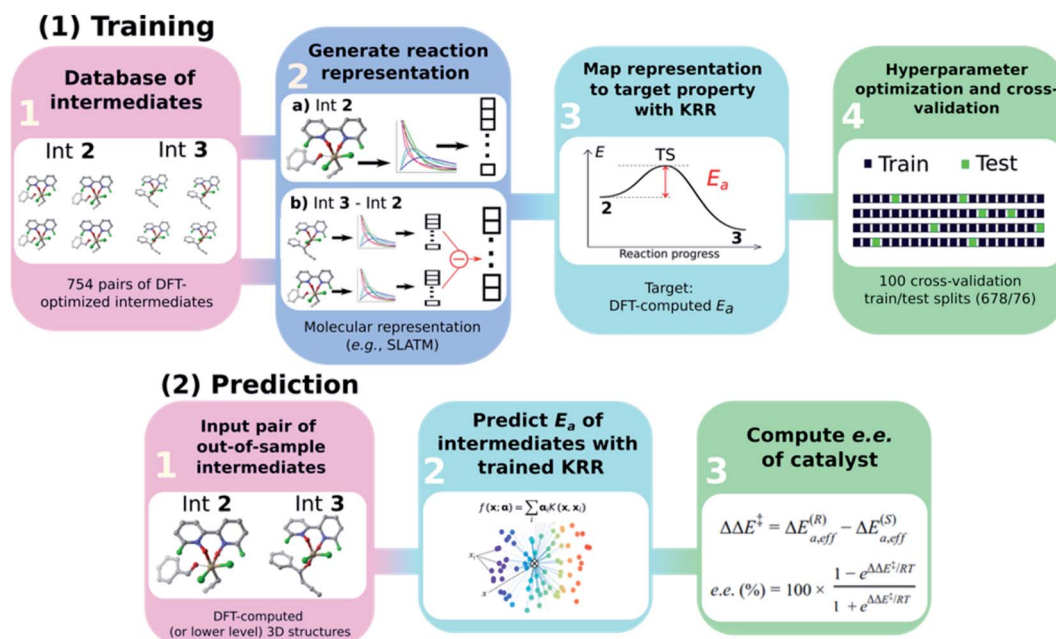 (1) Training
1
Database of
intermediates
Int 2 Int 3
754 pairs of DFT-
optimized intermediates
2
Generate reaction
representation
a) Int 2
b) Int 3 - Int 2
Molecular representation
(e.g., SLATM)
3
Map representation
to target property
with KRR
E
TS
Eₐ
2
3
Reaction progress
Target:
DFT-computed Eₐ
4
Hyperparameter
optimization and cross-
validation
Train Test
100 cross-validation
train/test splits (678/76)
(2) Prediction
1
Input pair of
out-of-sample
intermediates
Int 2 Int 3
DFT-computed
(or lower level) 3D structures
2
Predict Eₐ of
intermediates with
trained KRR
f(x; α) = ∑ αᵢK(x, xᵢ)
i
xᵢ
x
3
Compute e.e.
of catalyst
ΔΔE‡ = ΔE(R)a,eff − ΔE(S)a,eff
e.e. (%) = 100 × (1 − e^ΔΔE‡/RT) / (1 + e^ΔΔE‡/RT)